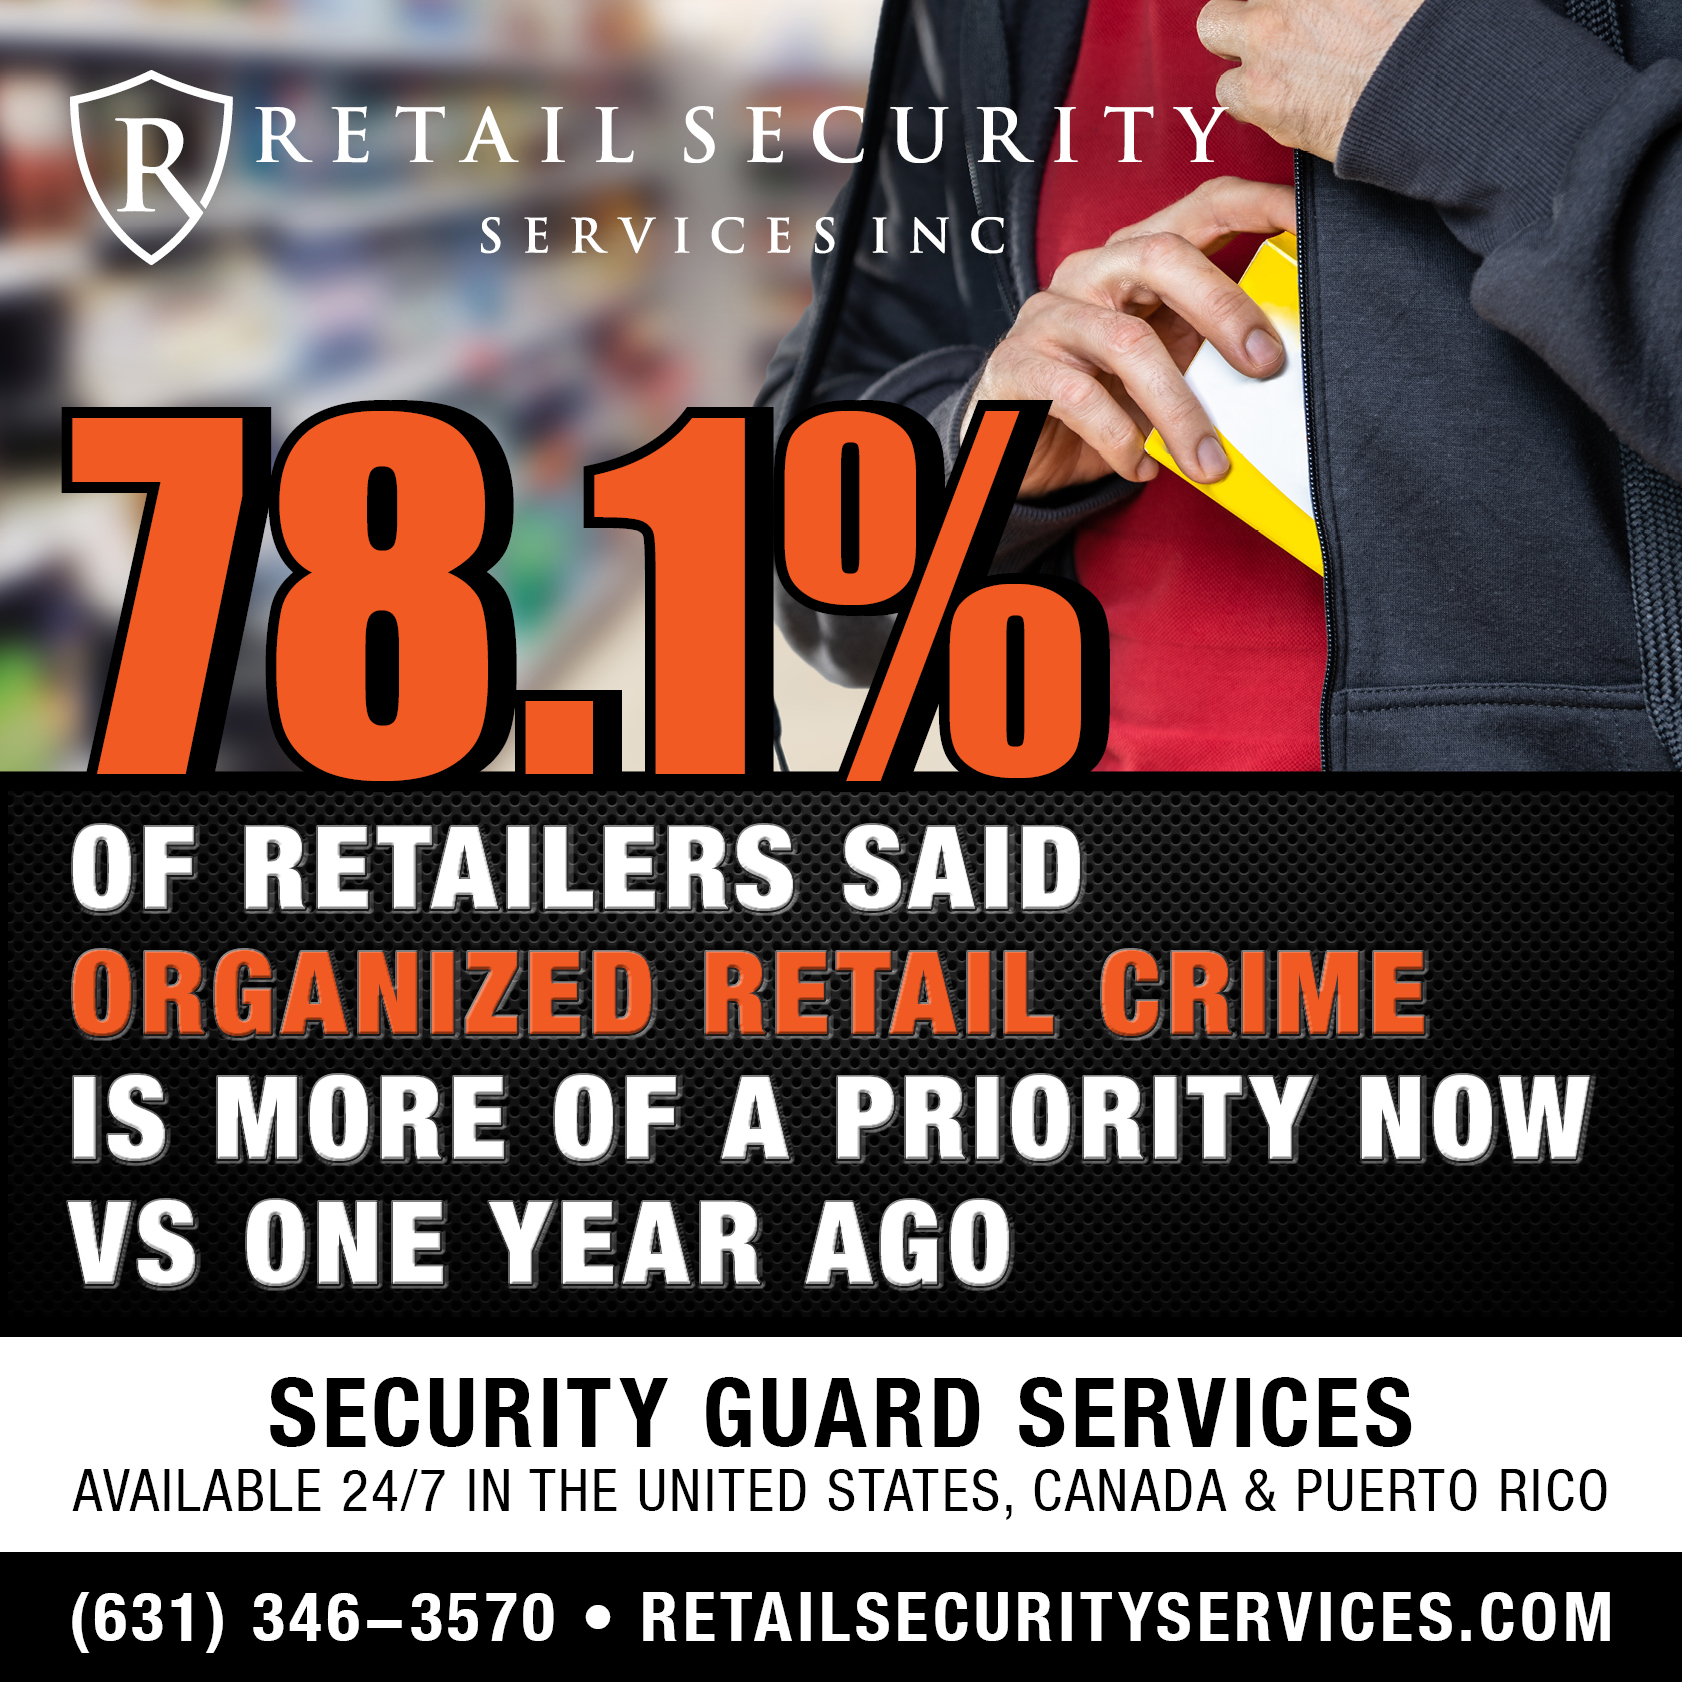 R
RETAIL SECURITY
SERVICES INC
78.1%
OF RETAILERS SAID
ORGANIZED RETAIL CRIME
IS MORE OF A PRIORITY NOW
VS ONE YEAR AGO
SECURITY GUARD SERVICES
AVAILABLE 24/7 IN THE UNITED STATES, CANADA & PUERTO RICO
(631) 346–3570 • RETAILSECURITYSERVICES.COM